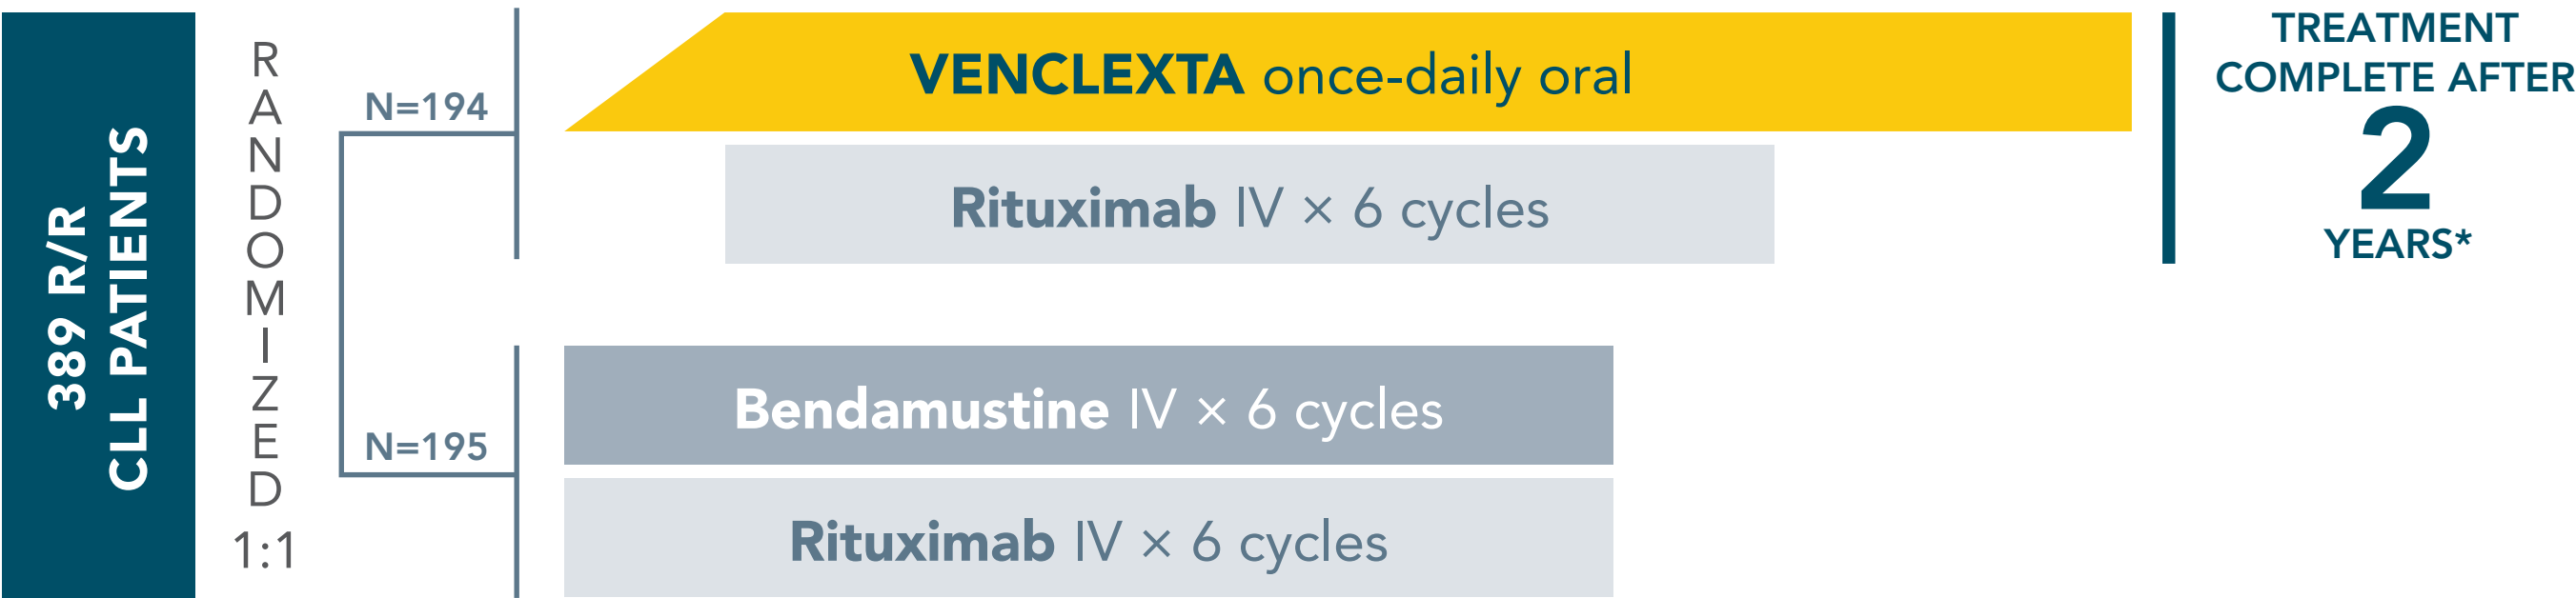 389 R/R
CLL PATIENTS
RANDOMIZED
1:1
N=194
VENCLEXTA once-daily oral
Rituximab IV × 6 cycles
TREATMENT
COMPLETE AFTER
2
YEARS*
N=195
Bendamustine IV × 6 cycles
Rituximab IV × 6 cycles